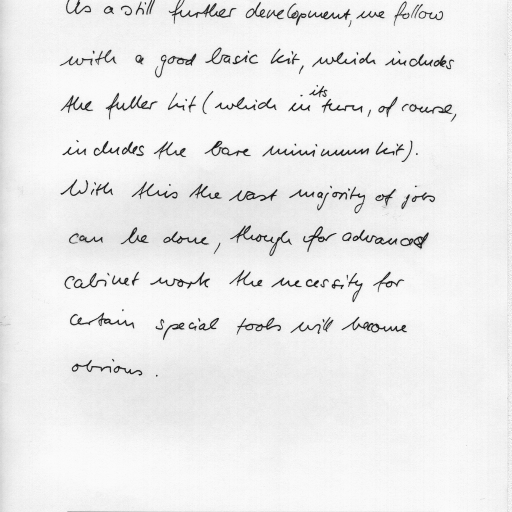 As a still further development, we follow
with a good basic kit, which includes
the fuller kit (which in its turn, of course,
includes the bare minimum kit).
With this the vast majority of jobs
can be done, though for advanced
cabinet work the necessity for
certain special tools will become
obvious.